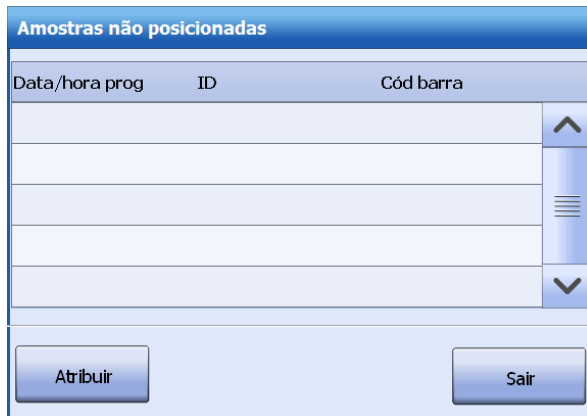 Amostras não posicionadas
Data/hora prog ID Cód barra
Atribuir Sair